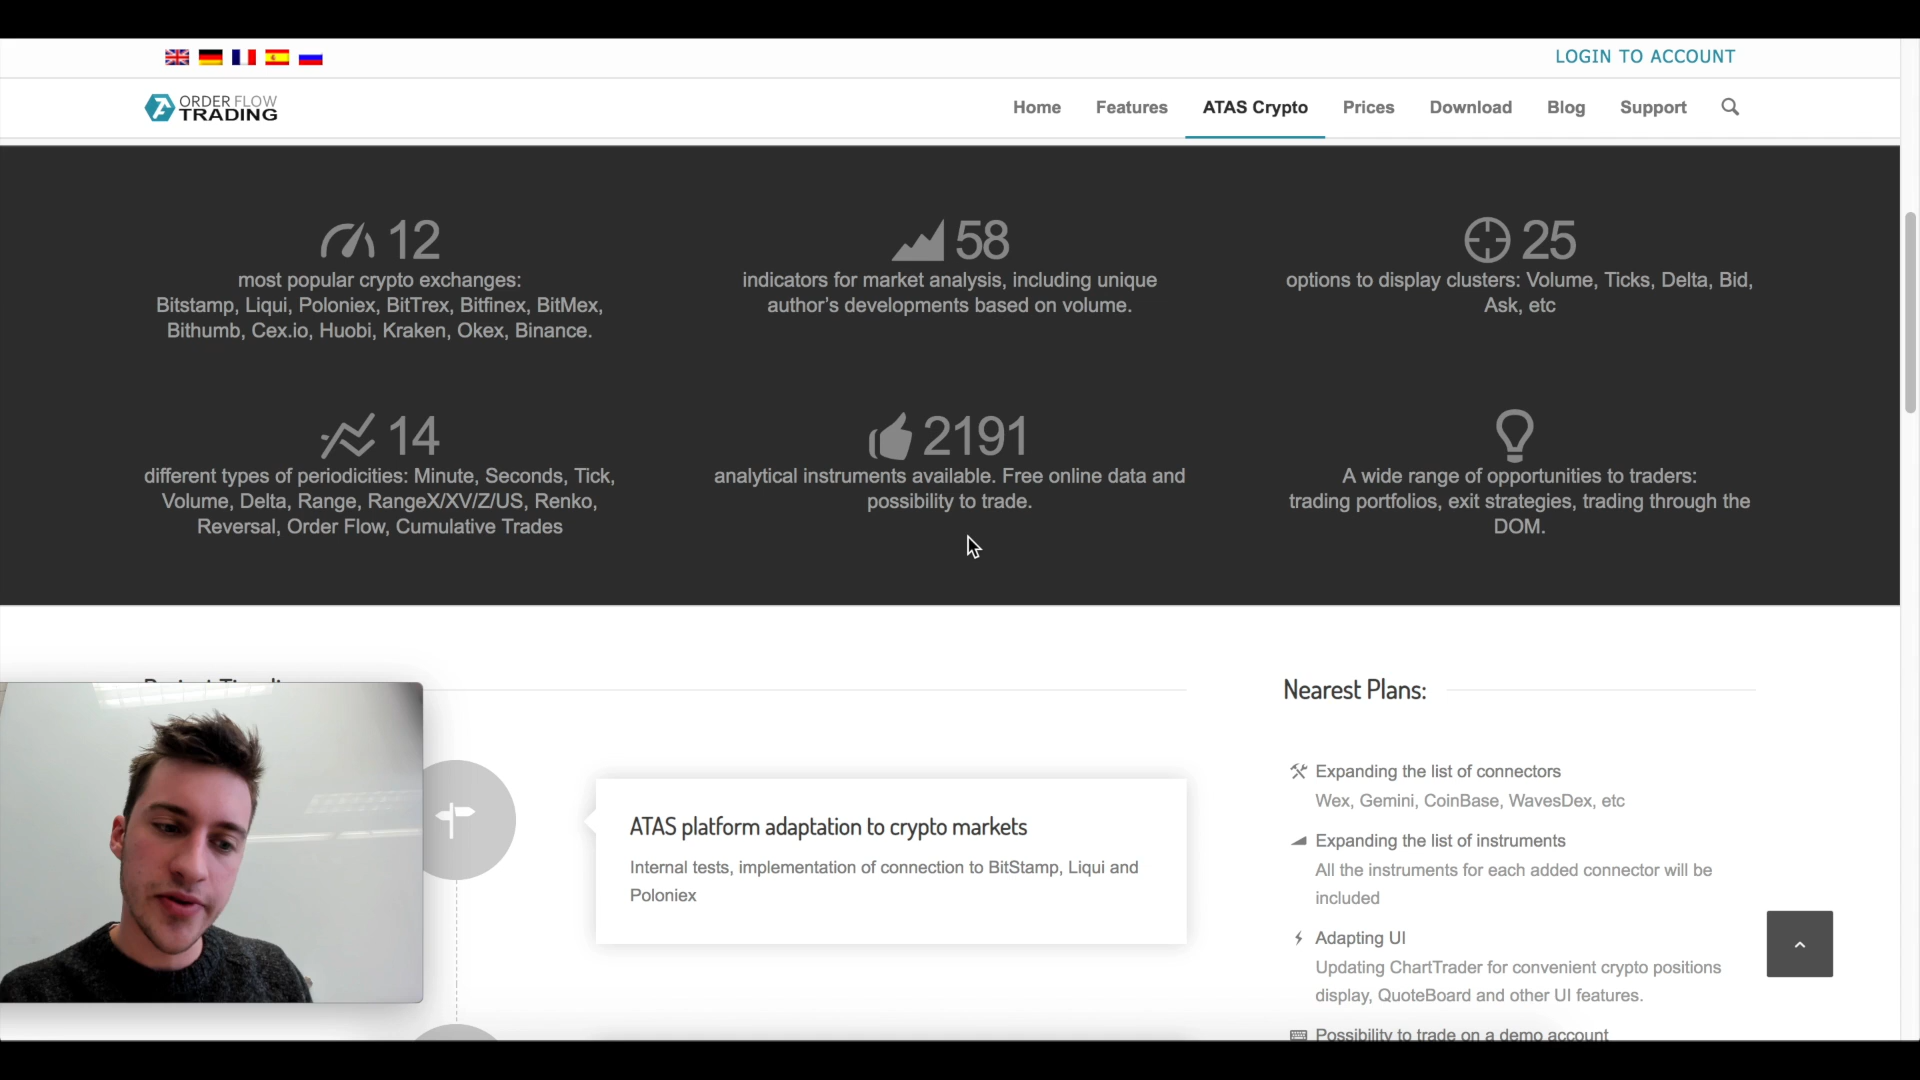 LOGIN TO ACCOUNT
ORDER FLOW
TRADING
Home
Features
ATAS Crypto
Prices
Download
Blog
Support
12
most popular crypto exchanges:
Bitstamp, Liqui, Poloniex, BitTrex, Bitfinex, BitMex,
Bithumb, Cex.io, Huobi, Kraken, Okex, Binance.
58
indicators for market analysis, including unique
author's developments based on volume.
25
options to display clusters: Volume, Ticks, Delta, Bid,
Ask, etc
14
different types of periodicities: Minute, Seconds, Tick,
Volume, Delta, Range, RangeX/XV/Z/US, Renko,
Reversal, Order Flow, Cumulative Trades
2191
analytical instruments available. Free online data and
possibility to trade.
A wide range of opportunities to traders:
trading portfolios, exit strategies, trading through the
DOM.
ATAS platform adaptation to crypto markets
Internal tests, implementation of connection to BitStamp, Liqui and
Poloniex
Nearest Plans:
Expanding the list of connectors
Wex, Gemini, CoinBase, WavesDex, etc
Expanding the list of instruments
All the instruments for each added connector will be
included
Adapting UI
Updating ChartTrader for convenient crypto positions
display, QuoteBoard and other UI features.
Possibility to trade on a demo account